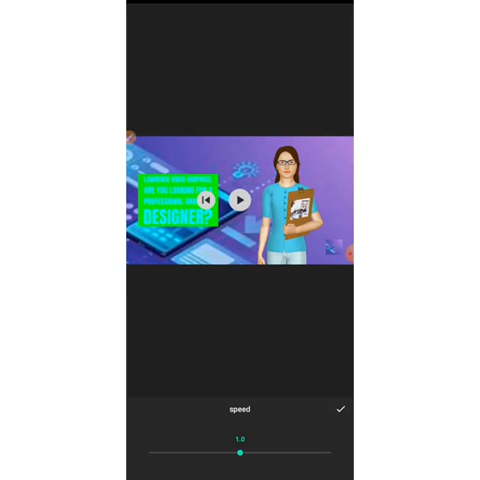 ARE YOU LOOKING FOR A
PROFESSIONAL
DESIGNER?
speed
1.0